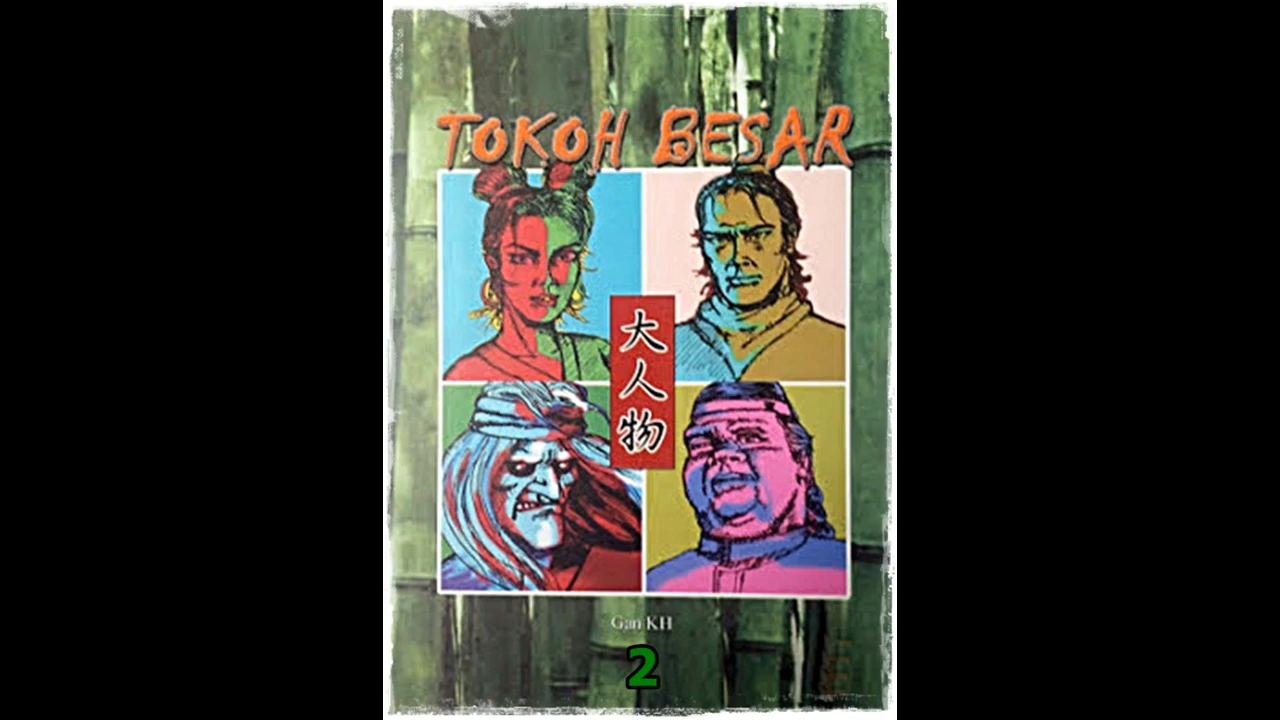 TOKOH BESAR
大
人
物
Gan KH
2